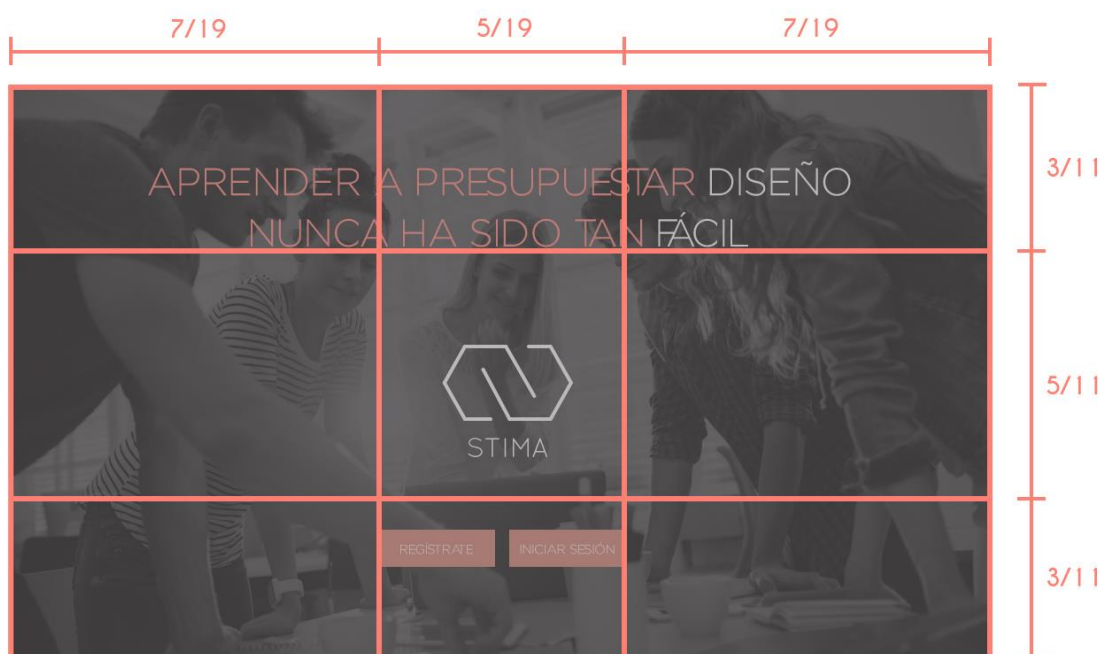 7/19 5/19 7/19
3/11
APRENDER A PRESUPUESTAR DISEÑO
NUNCA HA SIDO TAN FÁCIL
5/11
STIMA
REGÍSTRATE INICIAR SESIÓN
3/11